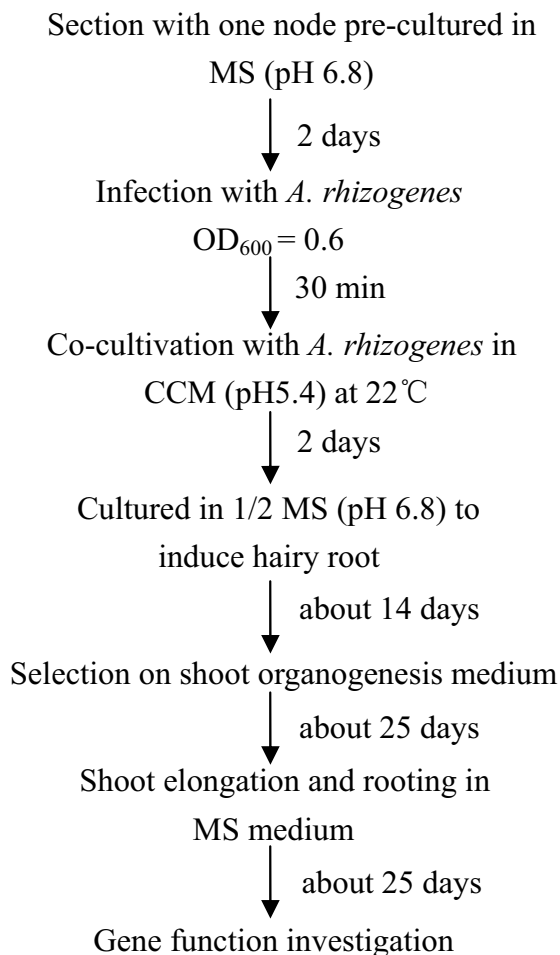 Section with one node pre-cultured in
MS (pH 6.8)
2 days
Infection with A. rhizogenes
OD₆₀₀ = 0.6
30 min
Co-cultivation with A. rhizogenes in
CCM (pH5.4) at 22℃
2 days
Cultured in 1/2 MS (pH 6.8) to
induce hairy root
about 14 days
Selection on shoot organogenesis medium
about 25 days
Shoot elongation and rooting in
MS medium
about 25 days
Gene function investigation